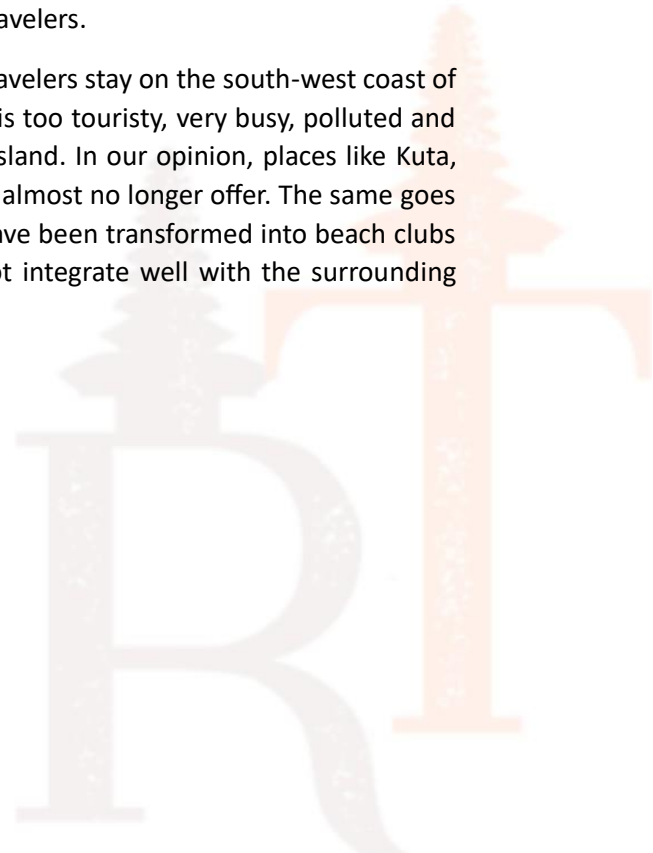 avelers.
avelers stay on the south-west coast of
is too touristy, very busy, polluted and
sland. In our opinion, places like Kuta,
almost no longer offer. The same goes
ave been transformed into beach clubs
ot integrate well with the surrounding
R
T